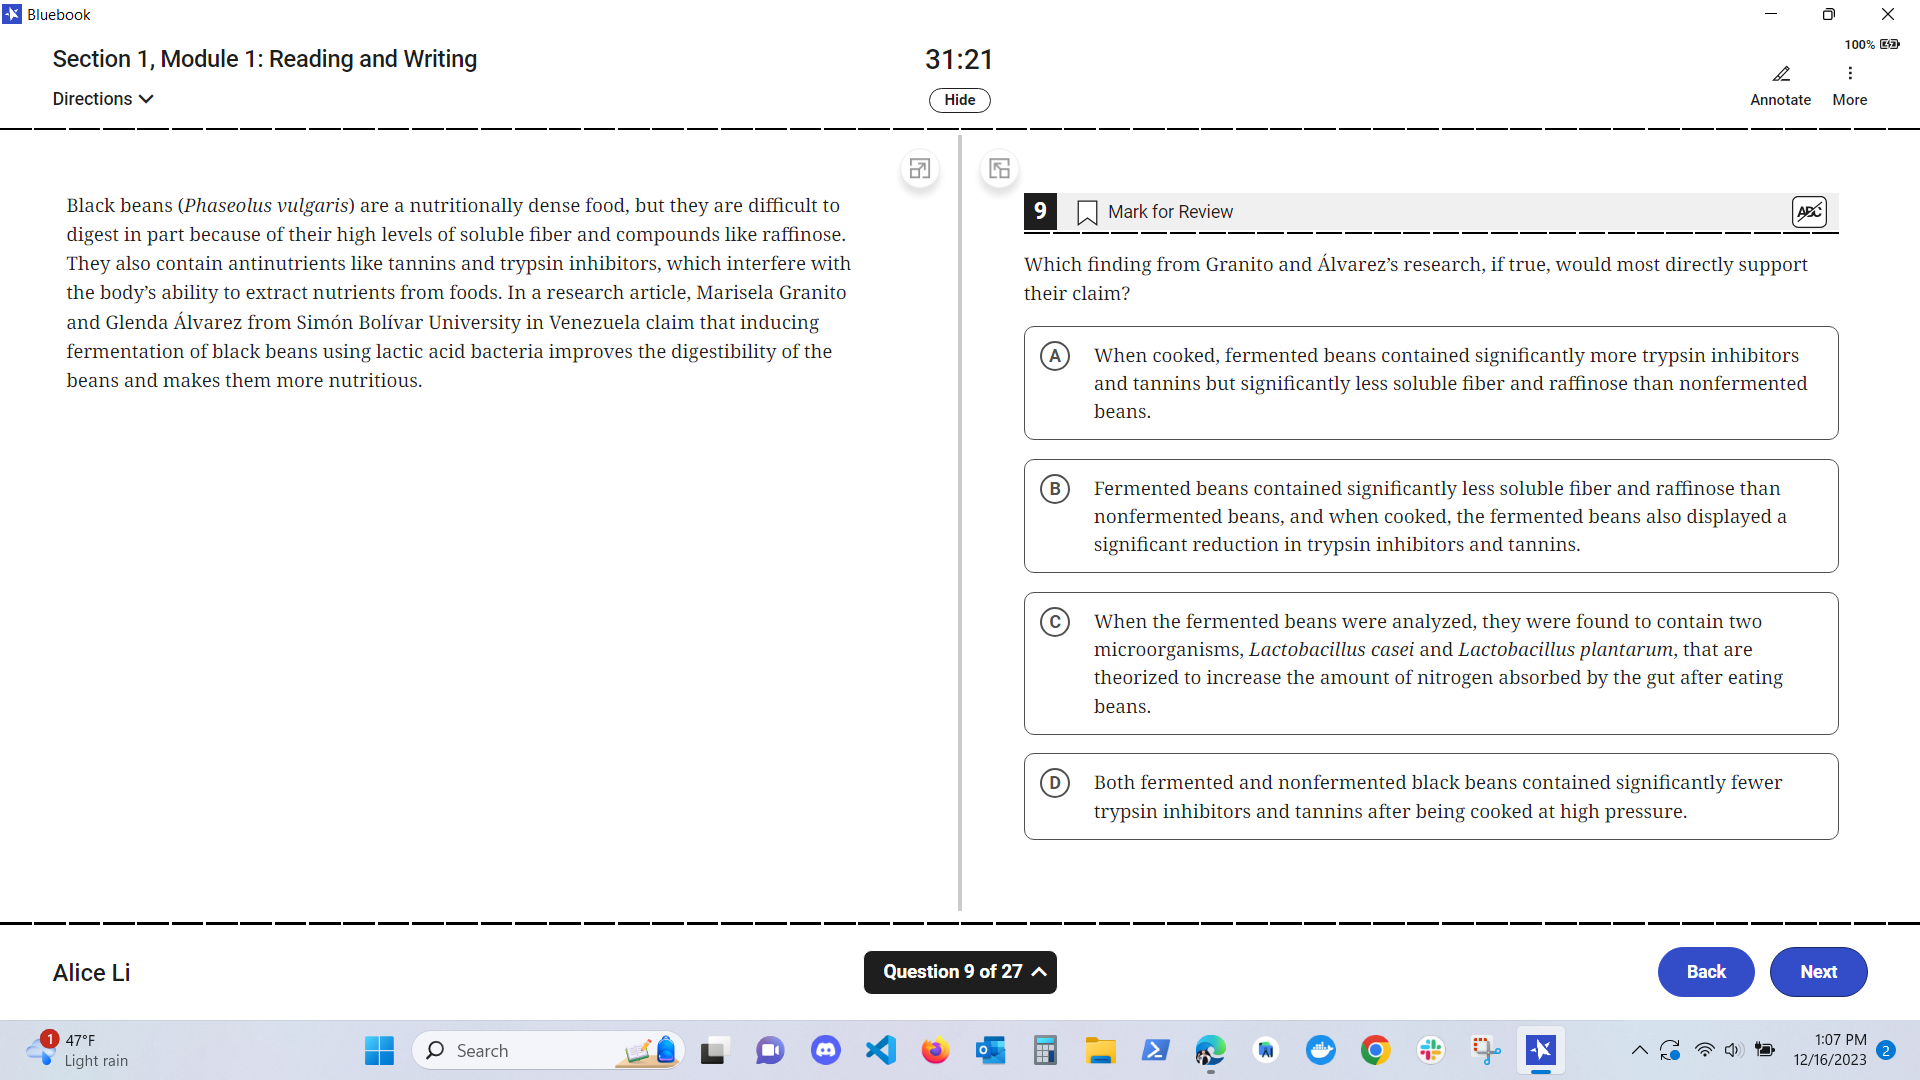 Bluebook
Section 1, Module 1: Reading and Writing
Directions
31:21
Hide
100%
Annotate
More
Black beans (Phaseolus vulgaris) are a nutritionally dense food, but they are difficult to
digest in part because of their high levels of soluble fiber and compounds like raffinose.
They also contain antinutrients like tannins and trypsin inhibitors, which interfere with
the body’s ability to extract nutrients from foods. In a research article, Marisela Granito
and Glenda Álvarez from Simón Bolívar University in Venezuela claim that inducing
fermentation of black beans using lactic acid bacteria improves the digestibility of the
beans and makes them more nutritious.
9
Mark for Review
ABC
Which finding from Granito and Álvarez’s research, if true, would most directly support
their claim?
A
When cooked, fermented beans contained significantly more trypsin inhibitors
and tannins but significantly less soluble fiber and raffinose than nonfermented
beans.
B
Fermented beans contained significantly less soluble fiber and raffinose than
nonfermented beans, and when cooked, the fermented beans also displayed a
significant reduction in trypsin inhibitors and tannins.
C
When the fermented beans were analyzed, they were found to contain two
microorganisms, Lactobacillus casei and Lactobacillus plantarum, that are
theorized to increase the amount of nitrogen absorbed by the gut after eating
beans.
D
Both fermented and nonfermented black beans contained significantly fewer
trypsin inhibitors and tannins after being cooked at high pressure.
Alice Li
Question 9 of 27
Back
Next
1
47°F
Light rain
Search
1:07 PM
12/16/2023
2